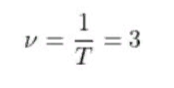 ν = 1/T = 3